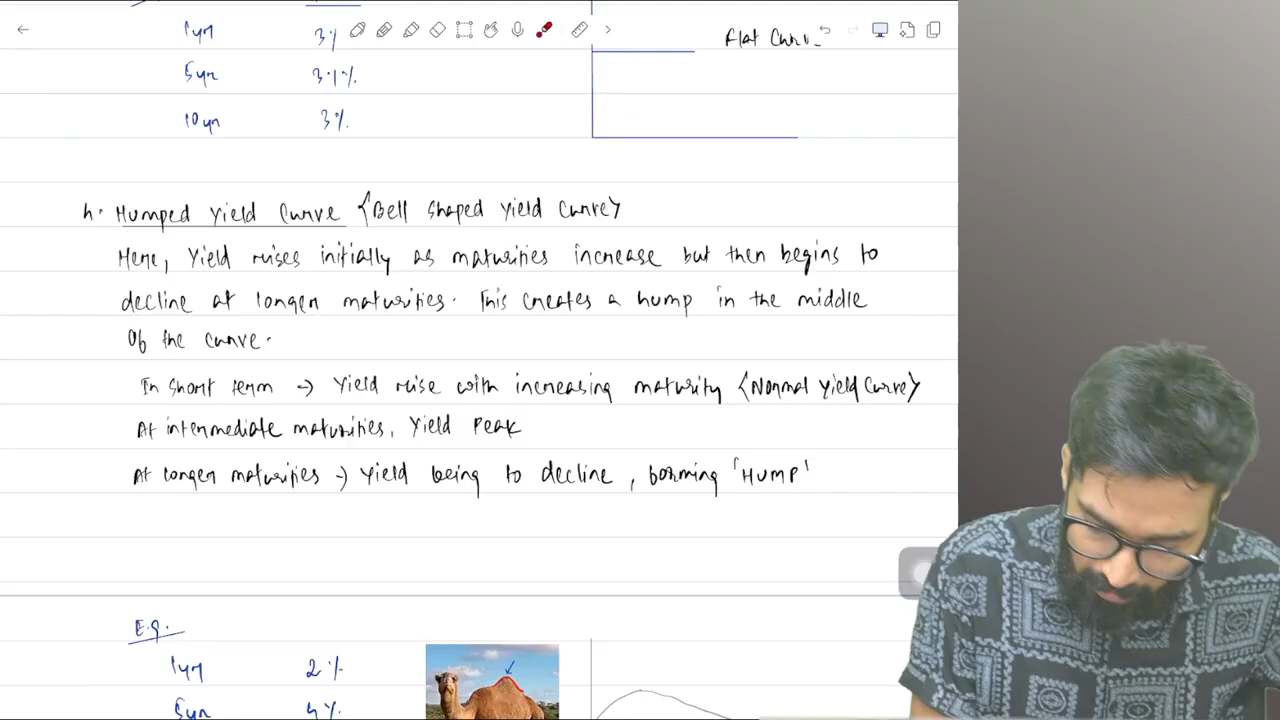 1yr 3%
Flat Curv
5yr 3.1%
10yr 3%
h. Humped Yield Curve {Bell Shaped Yield Curve}
Here, Yield rises initially as maturities increase but then begins to
decline at longer maturities. This creates a hump in the middle
Of the curve.
In short term → Yield rise with increasing maturity {Normal Yield Curve}
At intermediate maturities, Yield Peak
At longer maturities → Yield being to decline, forming 'HUMP'
E.g.
1yr 2%
5yr 4%